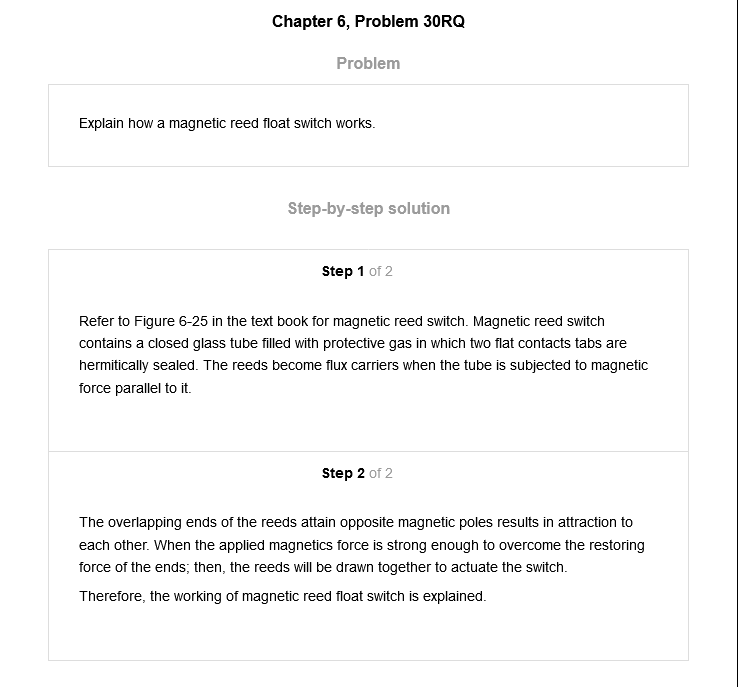 Chapter 6, Problem 30RQ
Problem
Explain how a magnetic reed float switch works.
Step-by-step solution
Step 1 of 2
Refer to Figure 6-25 in the text book for magnetic reed switch. Magnetic reed switch
contains a closed glass tube filled with protective gas in which two flat contacts tabs are
hermitically sealed. The reeds become flux carriers when the tube is subjected to magnetic
force parallel to it.
Step 2 of 2
The overlapping ends of the reeds attain opposite magnetic poles results in attraction to
each other. When the applied magnetics force is strong enough to overcome the restoring
force of the ends; then, the reeds will be drawn together to actuate the switch.
Therefore, the working of magnetic reed float switch is explained.